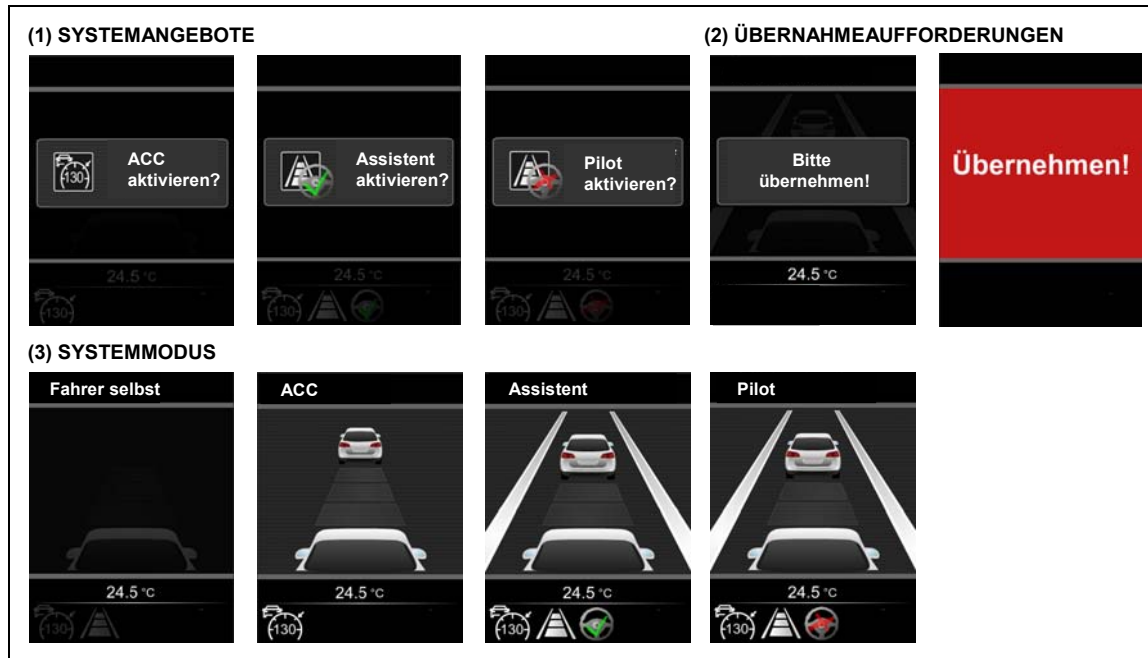 (1) SYSTEMANGEBOTE
(2) ÜBERNAHMEAUFFORDERUNGEN
130
ACC
aktivieren?
24.5 °C
130
Assistent
aktivieren?
24.5 °C
130
Pilot
aktivieren?
24.5 °C
130
Bitte
übernehmen!
24.5 °C
Übernehmen!
(3) SYSTEMMODUS
Fahrer selbst
24.5 °C
130
ACC
24.5 °C
130
Assistent
24.5 °C
130
Pilot
24.5 °C
130